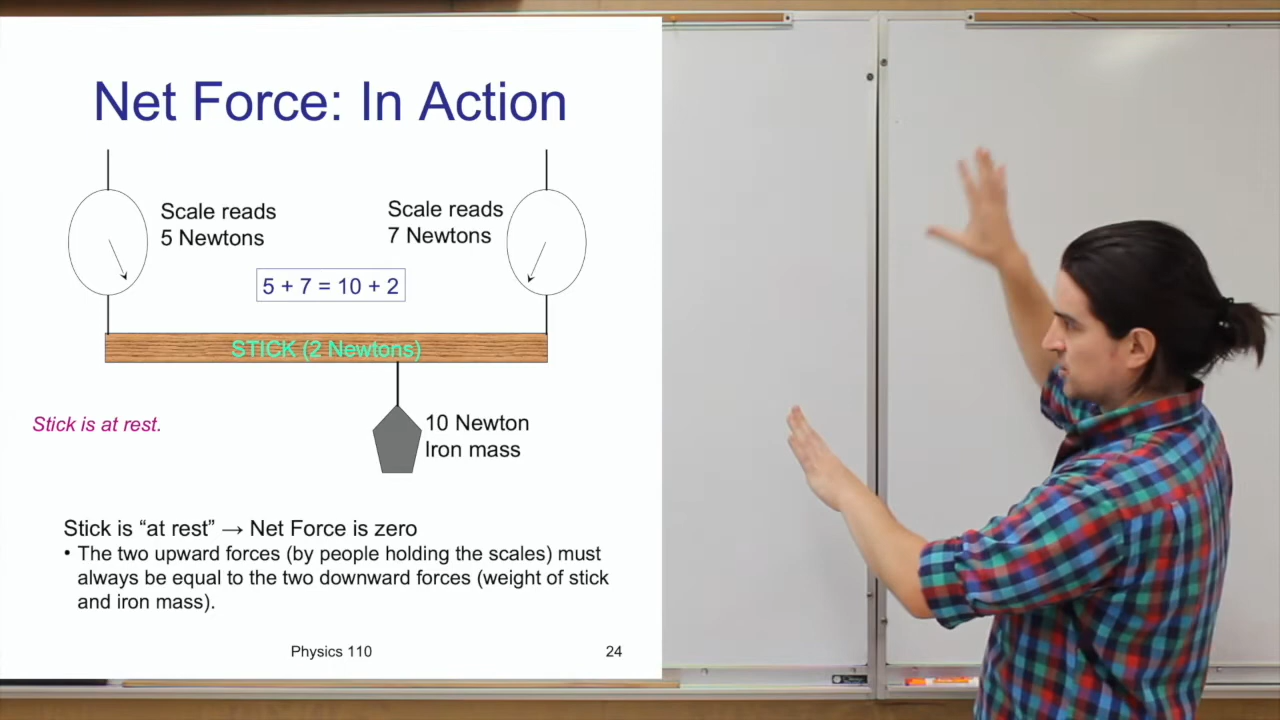 Net Force: In Action
Scale reads
5 Newtons
Scale reads
7 Newtons
5 + 7 = 10 + 2
STICK (2 Newtons)
Stick is at rest.
10 Newton
Iron mass
Stick is “at rest” → Net Force is zero
• The two upward forces (by people holding the scales) must
always be equal to the two downward forces (weight of stick
and iron mass).
Physics 110
24